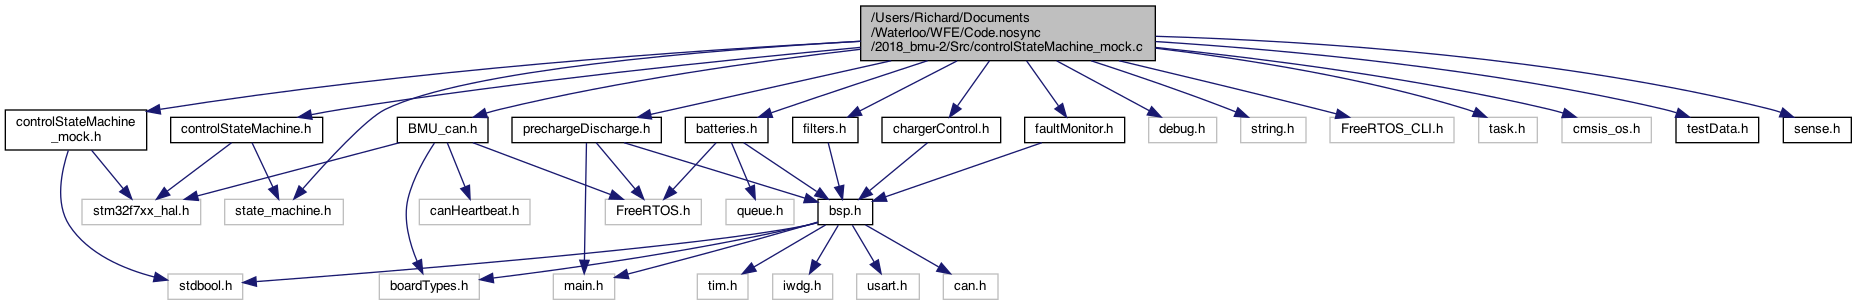 /Users/Richard/Documents
/Waterloo/WFE/Code.nosync
/2018_bmu-2/Src/controlStateMachine_mock.c
controlStateMachine
_mock.h
controlStateMachine.h
BMU_can.h
prechargeDischarge.h
batteries.h
filters.h
chargerControl.h
faultMonitor.h
debug.h
string.h
FreeRTOS_CLI.h
task.h
cmsis_os.h
testData.h
sense.h
stm32f7xx_hal.h
state_machine.h
canHeartbeat.h
FreeRTOS.h
queue.h
bsp.h
stdbool.h
boardTypes.h
main.h
tim.h
iwdg.h
usart.h
can.h